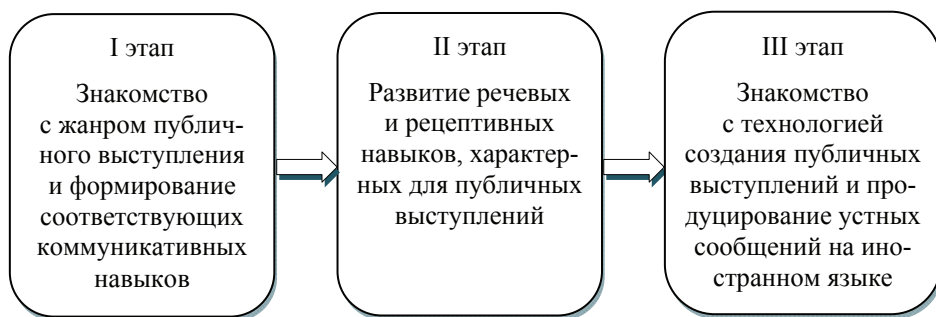 I этап
Знакомство
с жанром публич-
ного выступления
и формирование
соответствующих
коммуникативных
навыков
II этап
Развитие речевых
и рецептивных
навыков, характер-
ных для публичных
выступлений
III этап
Знакомство
с технологией
создания публичных
выступлений и про-
дуцирование устных
сообщений на ино-
странном языке